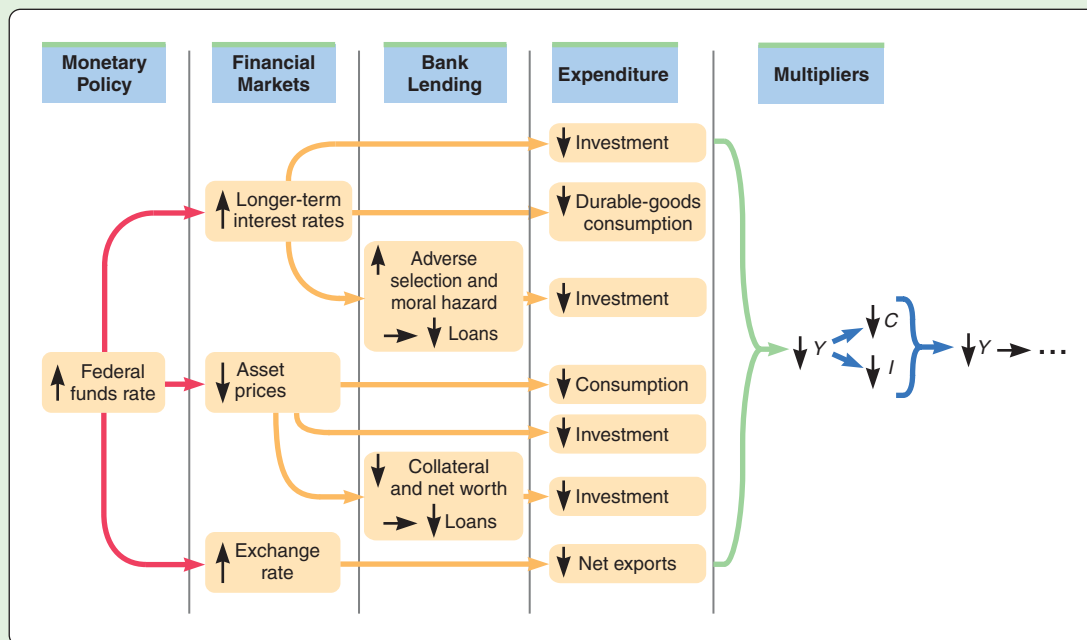 Monetary
Policy
Financial
Markets
Bank
Lending
Expenditure
Multipliers
Investment
Longer-term
interest rates
Durable-goods
consumption
Adverse
selection and
moral hazard
Loans
Investment
Federal
funds rate
Asset
prices
Consumption
Investment
Collateral
and net worth
Loans
Investment
Exchange
rate
Net exports
Y
C
I
Y
...